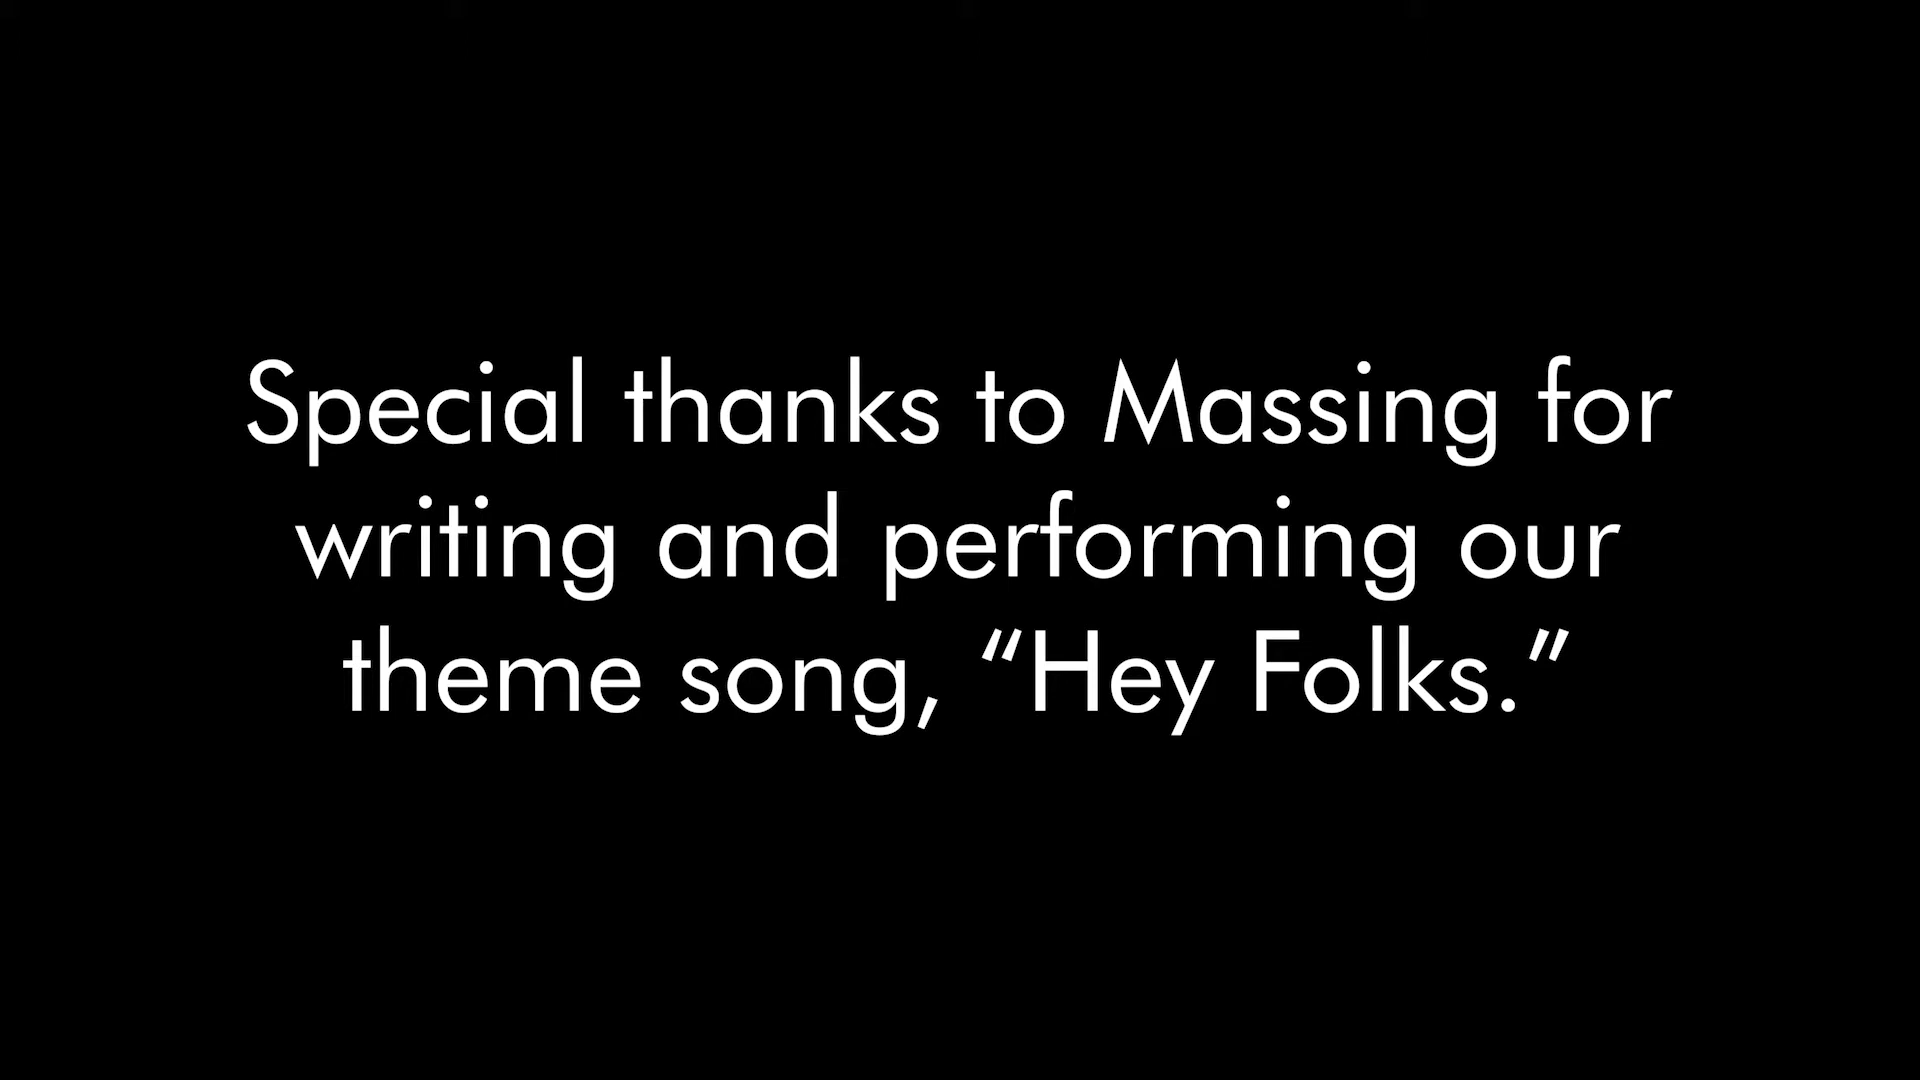 Special thanks to Massing for
writing and performing our
theme song, “Hey Folks.”